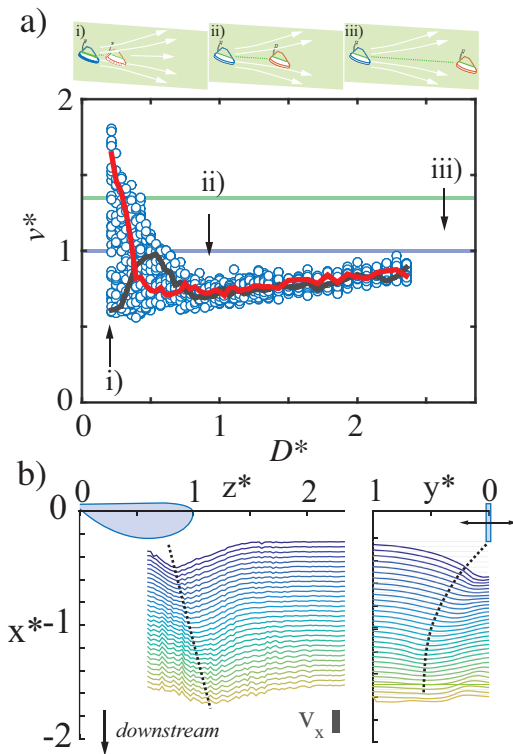 a)
i) ii) iii)
2
ii) iii)
v*
1
i)
0
0 1 2
D*
b)
0 1 z* 2 1 y* 0
0
x* -1
-2
downstream
v_x